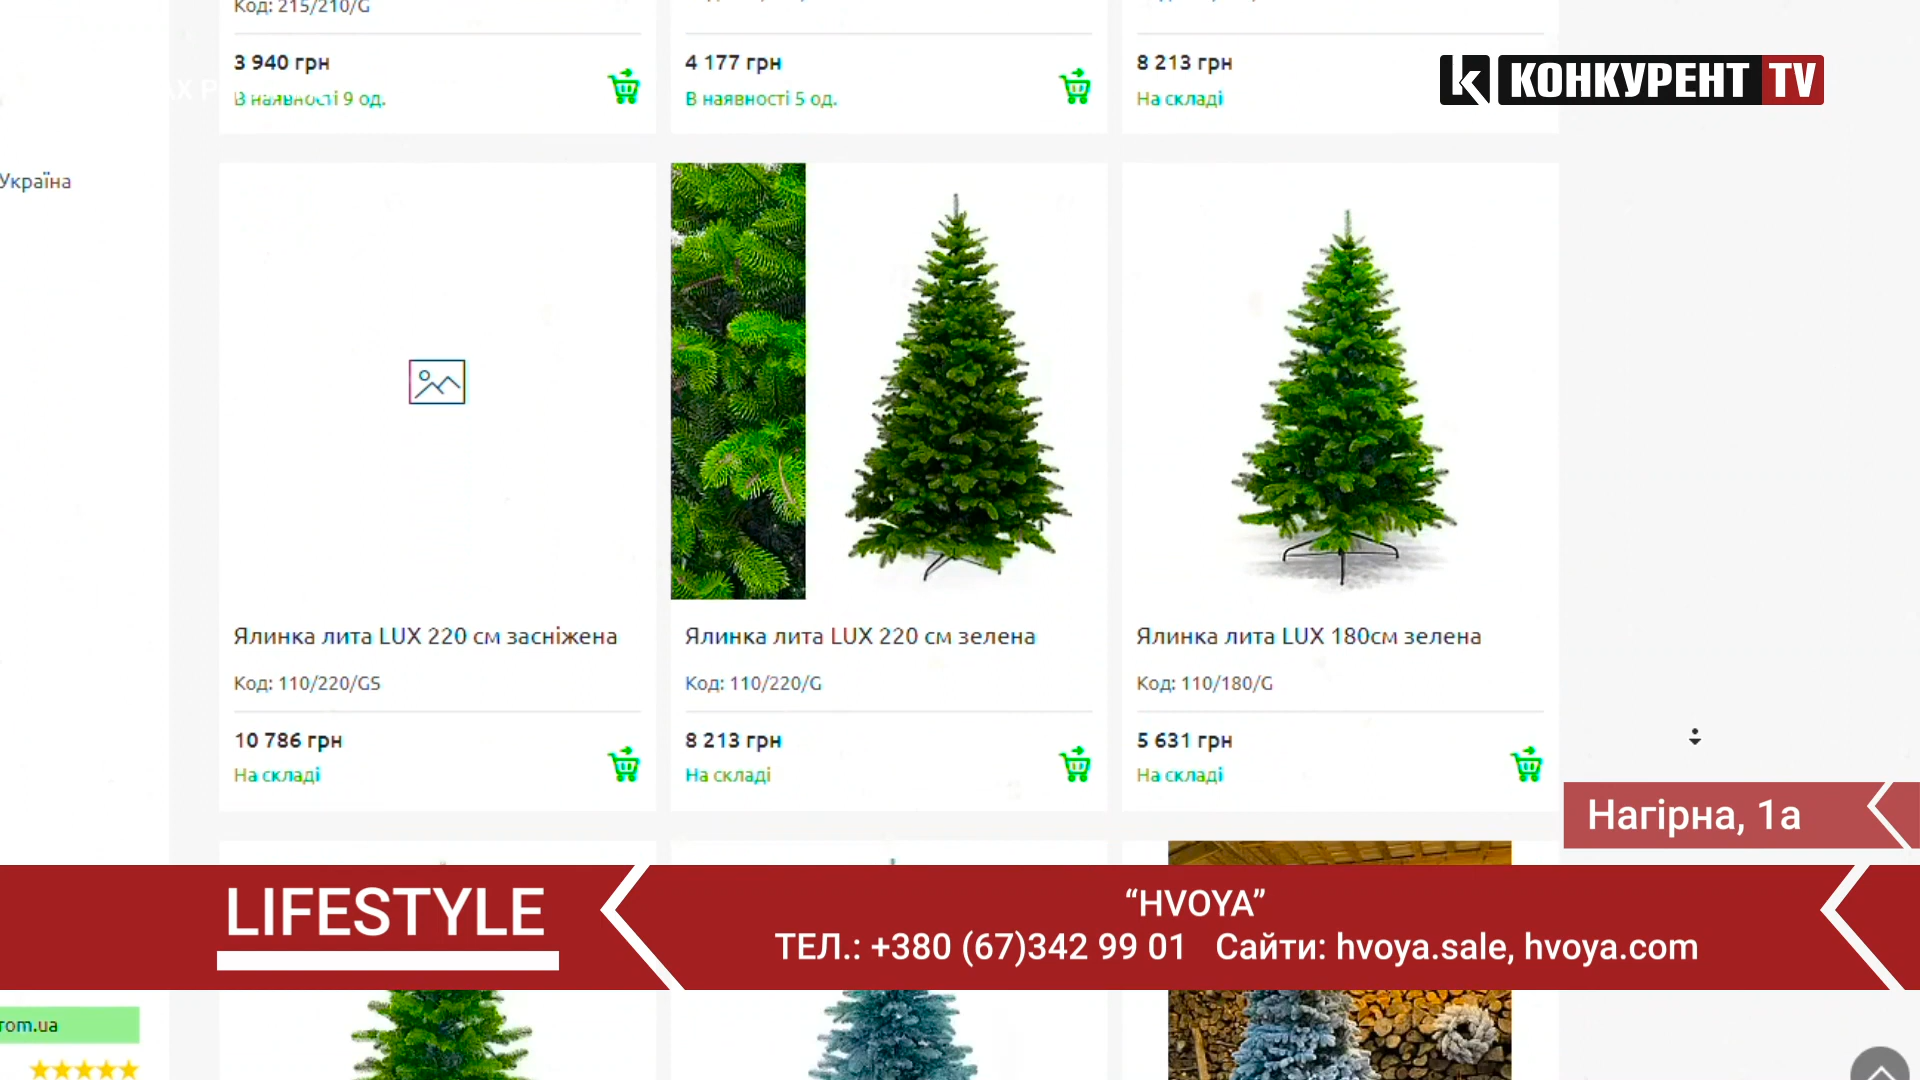 Код: 215/210/G
3 940 грн
В наявності 9 од.
4 177 грн
В наявності 5 од.
8 213 грн
На складі
КОНКУРЕНТ TV
Україна
Ялинка лита LUX 220 см засніжена
Код: 110/220/GS
10 786 грн
На складі
Ялинка лита LUX 220 см зелена
Код: 110/220/G
8 213 грн
На складі
Ялинка лита LUX 180см зелена
Код: 110/180/G
5 631 грн
На складі
Нагірна, 1а
LIFESTYLE
“HVOYA”
ТЕЛ.: +380 (67)342 99 01 Сайти: hvoya.sale, hvoya.com
rom.ua